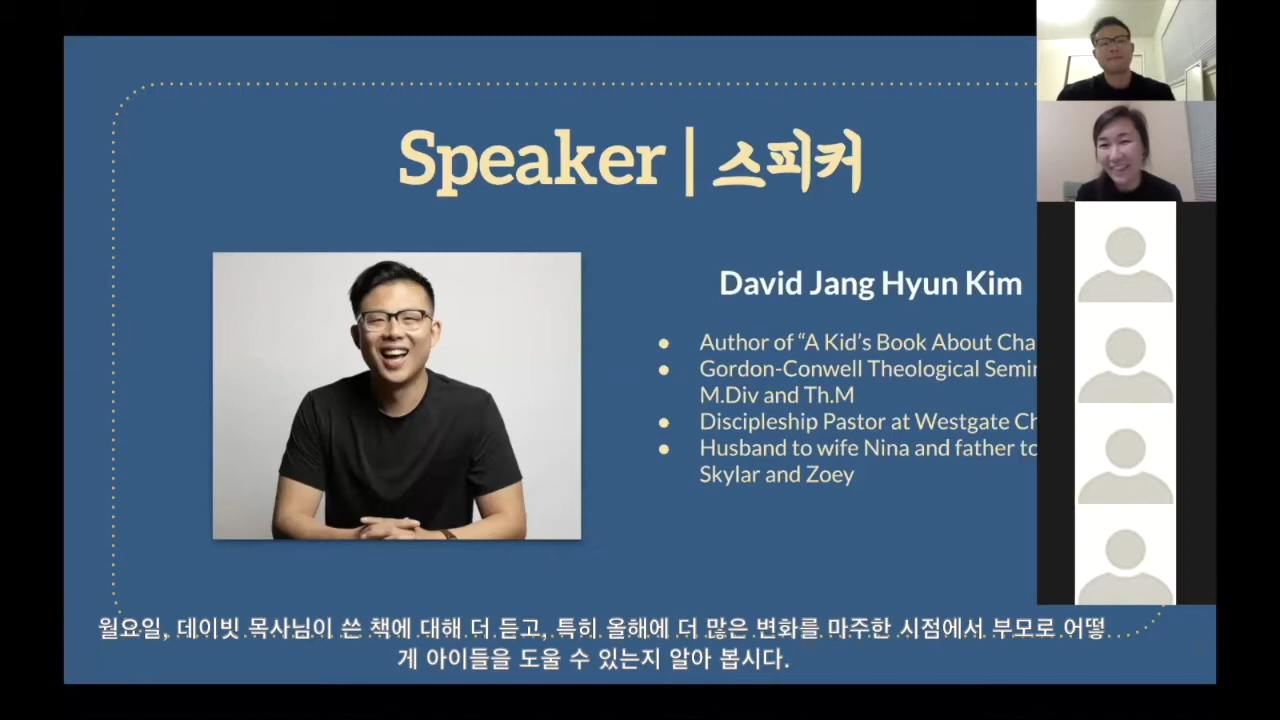 Speaker | 스피커
David Jang Hyun Kim
● Author of “A Kid’s Book About
● Gordon-Conwell Theological
M.Div and Th.M
● Discipleship Pastor at Westgate
● Husband to wife Nina and father to
Skylar and Zoey
월요일, 데이빗 목사님이 쓴 책에 대해 더 듣고, 특히 올해에 더 많은 변화를 마주한 시점에서 부모로 어떻
게 아이들을 도울 수 있는지 알아 봅시다.